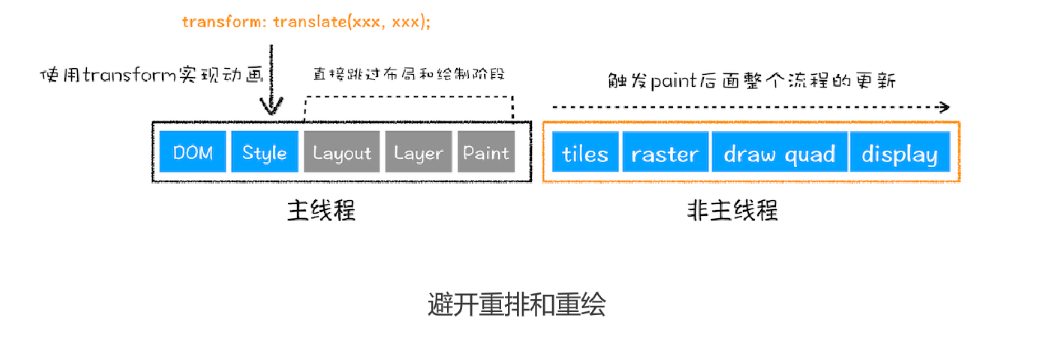 transform: translate(xxx, xxx);
使用transform实现动画
直接跳过布局和绘制阶段
触发paint后面整个流程的更新
DOM Style Layout Layer Paint tiles raster draw quad display
主线程 非主线程
避开重排和重绘